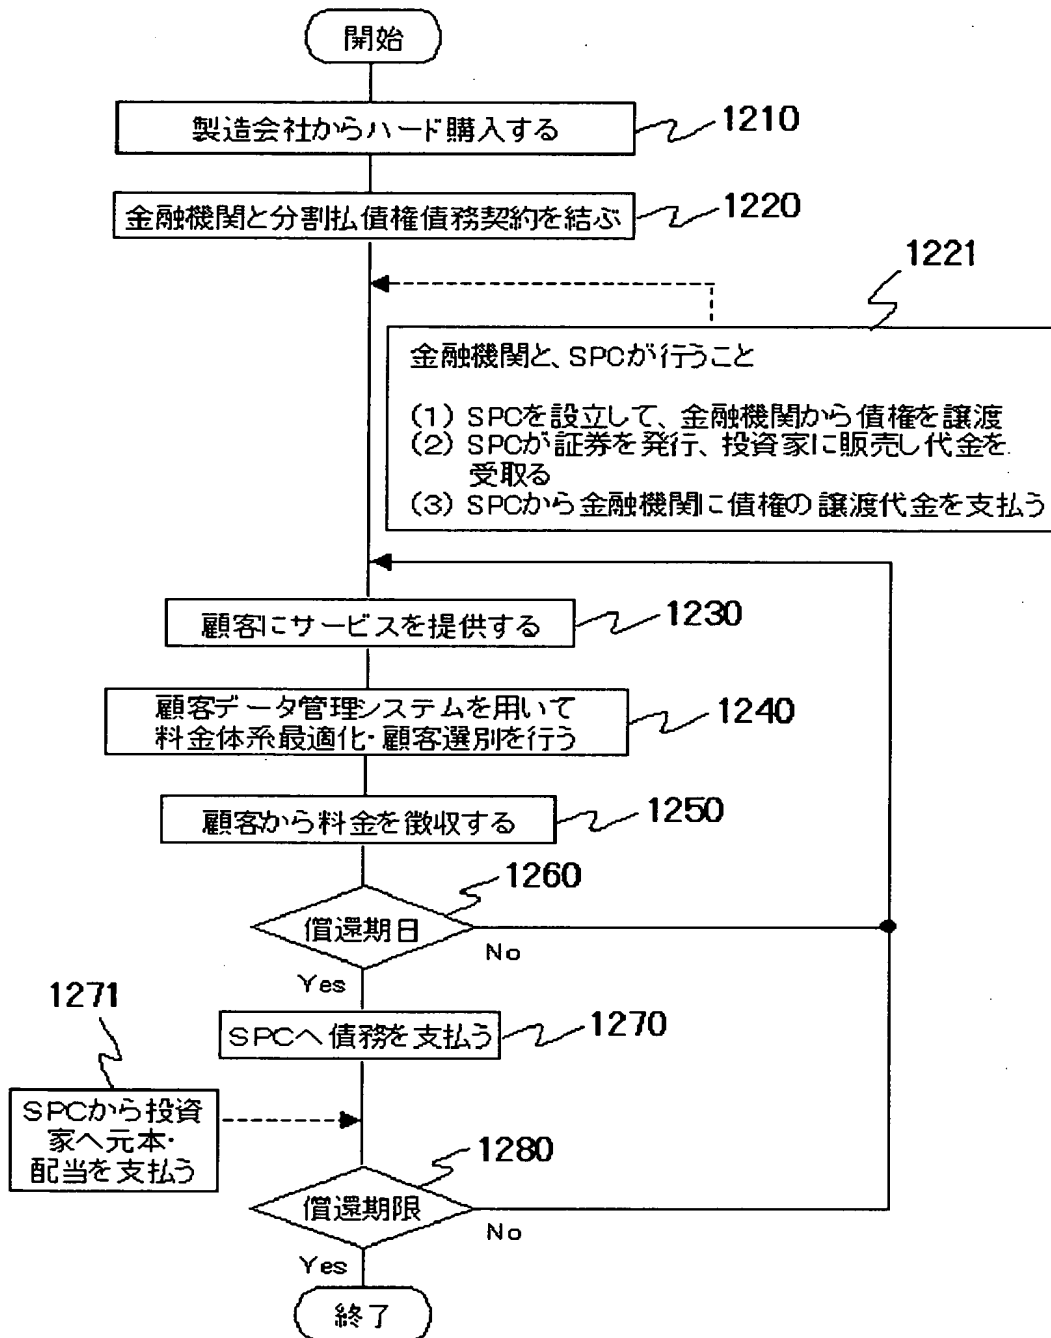 開始
製造会社からハード購入する
1210
金融機関と分割払債権債務契約を結ぶ
1220
1221
金融機関と、SPCが行うこと
(1) SPCを設立して、金融機関から債権を譲渡
(2) SPCが証券を発行、投資家に販売し代金を
受取る
(3) SPCから金融機関に債権の譲渡代金を支払う
顧客にサービスを提供する
1230
顧客データ管理システムを用いて
料金体系最適化・顧客選別を行う
1240
顧客から料金を徴収する
1250
1260
償還期日
No
Yes
1271
SPCへ債務を支払う
1270
SPCから投資
家へ元本・
配当を支払う
1280
償還期限
No
Yes
終了